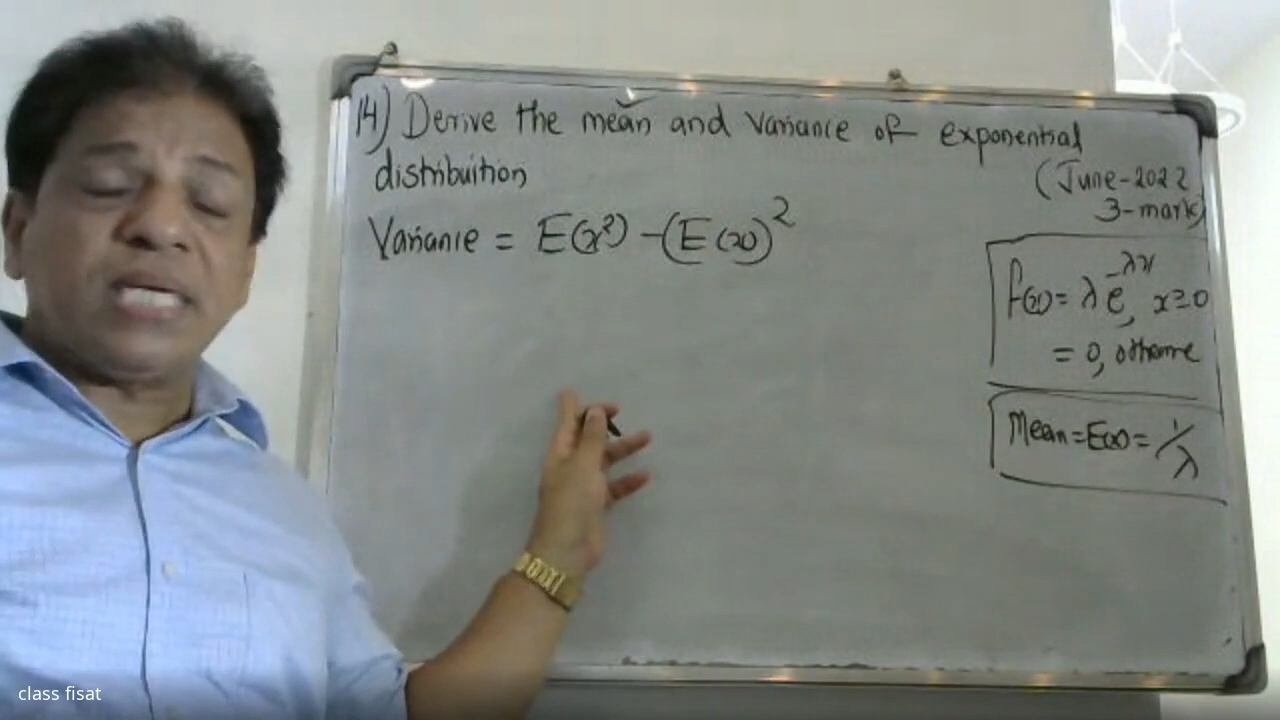 14) Derive the mean and Variance of exponential
distribuition
(June-2022
3-mark)
Variance = E(x²) - (E(x))²
f(x) = λ e^-λx, x≥0
= 0, otherwise
Mean = E(x) = 1/λ
class fisat